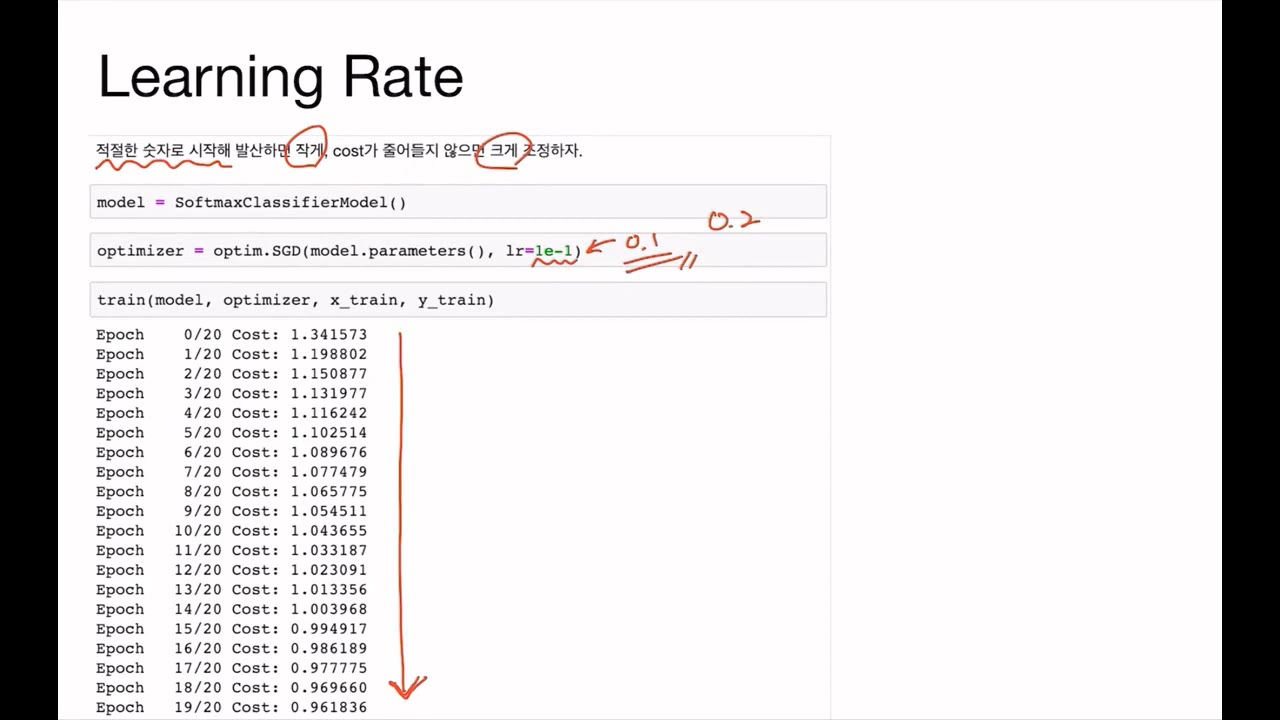 Learning Rate
적절한 숫자로 시작해 발산하면 작게, cost가 줄어들지 않으면 크게 조정하자.
model = SoftmaxClassifierModel()
0.2
optimizer = optim.SGD(model.parameters(), lr=1e-1) 0.1
train(model, optimizer, x_train, y_train)
Epoch    0/20 Cost: 1.341573
Epoch    1/20 Cost: 1.198802
Epoch    2/20 Cost: 1.150877
Epoch    3/20 Cost: 1.131977
Epoch    4/20 Cost: 1.116242
Epoch    5/20 Cost: 1.102514
Epoch    6/20 Cost: 1.089676
Epoch    7/20 Cost: 1.077479
Epoch    8/20 Cost: 1.065775
Epoch    9/20 Cost: 1.054511
Epoch   10/20 Cost: 1.043655
Epoch   11/20 Cost: 1.033187
Epoch   12/20 Cost: 1.023091
Epoch   13/20 Cost: 1.013356
Epoch   14/20 Cost: 1.003968
Epoch   15/20 Cost: 0.994917
Epoch   16/20 Cost: 0.986189
Epoch   17/20 Cost: 0.977775
Epoch   18/20 Cost: 0.969660
Epoch   19/20 Cost: 0.961836